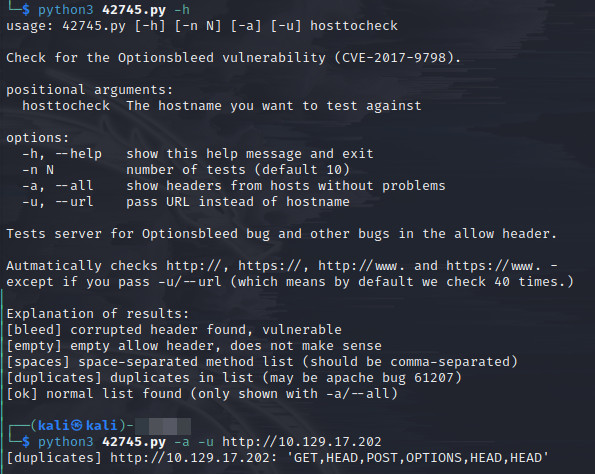 └─$ python3 42745.py -h
usage: 42745.py [-h] [-n N] [-a] [-u] hosttocheck
Check for the Optionsbleed vulnerability (CVE-2017-9798).
positional arguments:
hosttocheck The hostname you want to test against
options:
-h, --help show this help message and exit
-n N number of tests (default 10)
-a, --all show headers from hosts without problems
-u, --url pass URL instead of hostname
Tests server for Optionsbleed bug and other bugs in the allow header.
Autmatically checks http://, https://, http://www. and https://www. -
except if you pass -u/--url (which means by default we check 40 times.)
Explanation of results:
[bleed] corrupted header found, vulnerable
[empty] empty allow header, does not make sense
[spaces] space-separated method list (should be comma-separated)
[duplicates] duplicates in list (may be apache bug 61207)
[ok] normal list found (only shown with -a/--all)
┌──(kali㉿kali)-
└─$ python3 42745.py -a -u http://10.129.17.202
[duplicates] http://10.129.17.202: 'GET,HEAD,POST,OPTIONS,HEAD,HEAD'